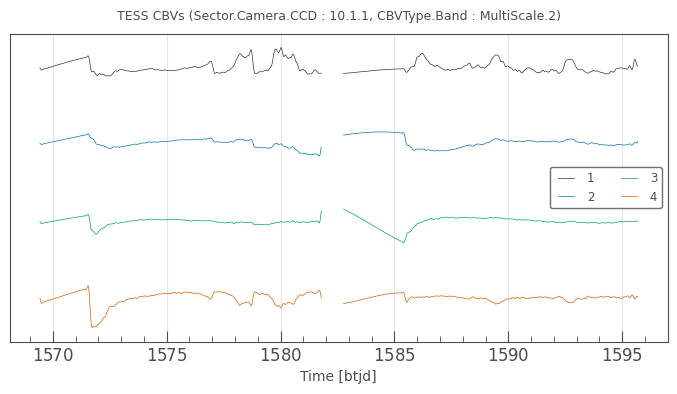 TESS CBVs (Sector.Camera.CCD : 10.1.1, CBVType.Band : MultiScale.2)
1 3
2 4
1570 1575 1580 1585 1590 1595
Time [btjd]